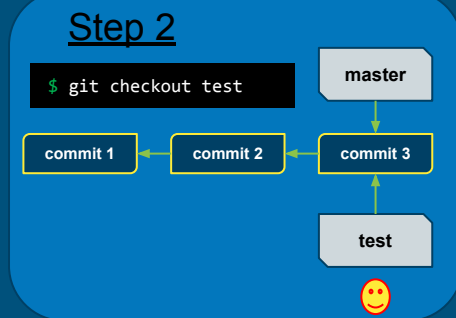 Step 2
$ git checkout test
master
commit 1
commit 2
commit 3
test